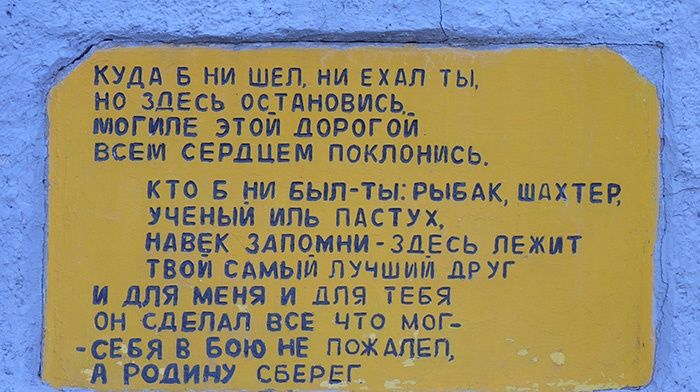 КУДА Б НИ ШЕЛ, НИ ЕХАЛ ТЫ,
НО ЗДЕСЬ ОСТАНОВИСЬ,
МОГИЛЕ ЭТОЙ ДОРОГОЙ
ВСЕМ СЕРДЦЕМ ПОКЛОНИСЬ.
КТО Б НИ БЫЛ-ТЫ: РЫБАК, ШАХТЕР,
УЧЕНЫЙ ИЛЬ ПАСТУХ,
НАВЕК ЗАПОМНИ - ЗДЕСЬ ЛЕЖИТ
ТВОЙ САМЫЙ ЛУЧШИЙ ДРУГ
И ДЛЯ МЕНЯ И ДЛЯ ТЕБЯ
ОН СДЕЛАЛ ВСЕ ЧТО МОГ-
-СЕБЯ В БОЮ НЕ ПОЖАЛЕЛ,
А РОДИНУ СБЕРЕГ